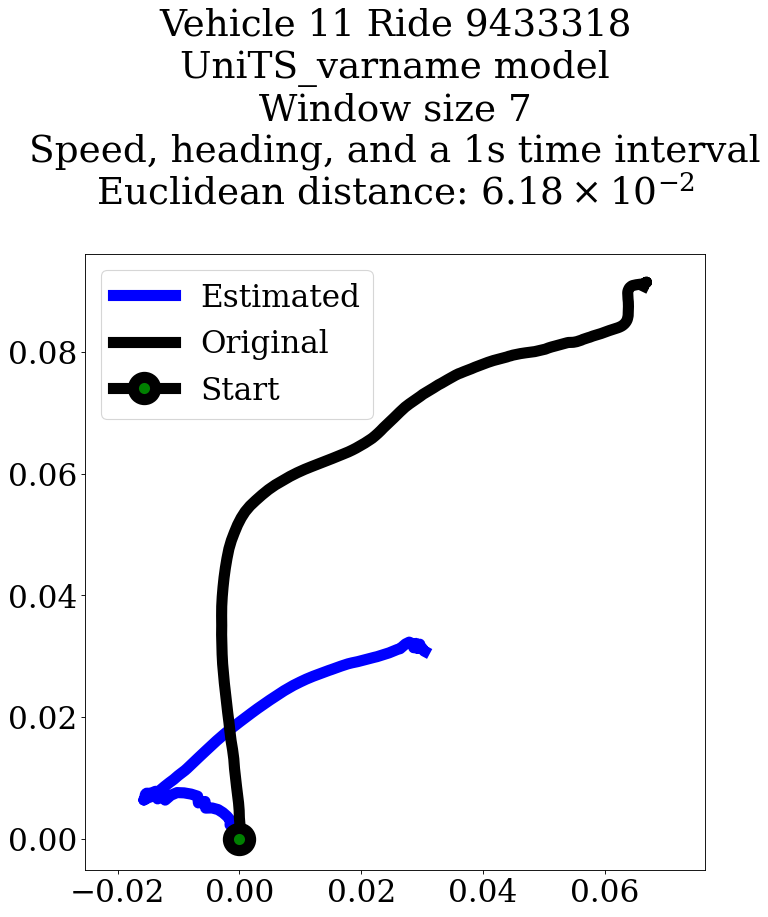 Vehicle 11 Ride 9433318
UniTS_varname model
Window size 7
Speed, heading, and a 1s time interval
Euclidean distance: 6.18 × 10⁻²
Estimated
Original
Start
0.08
0.06
0.04
0.02
0.00
−0.02 0.00 0.02 0.04 0.06